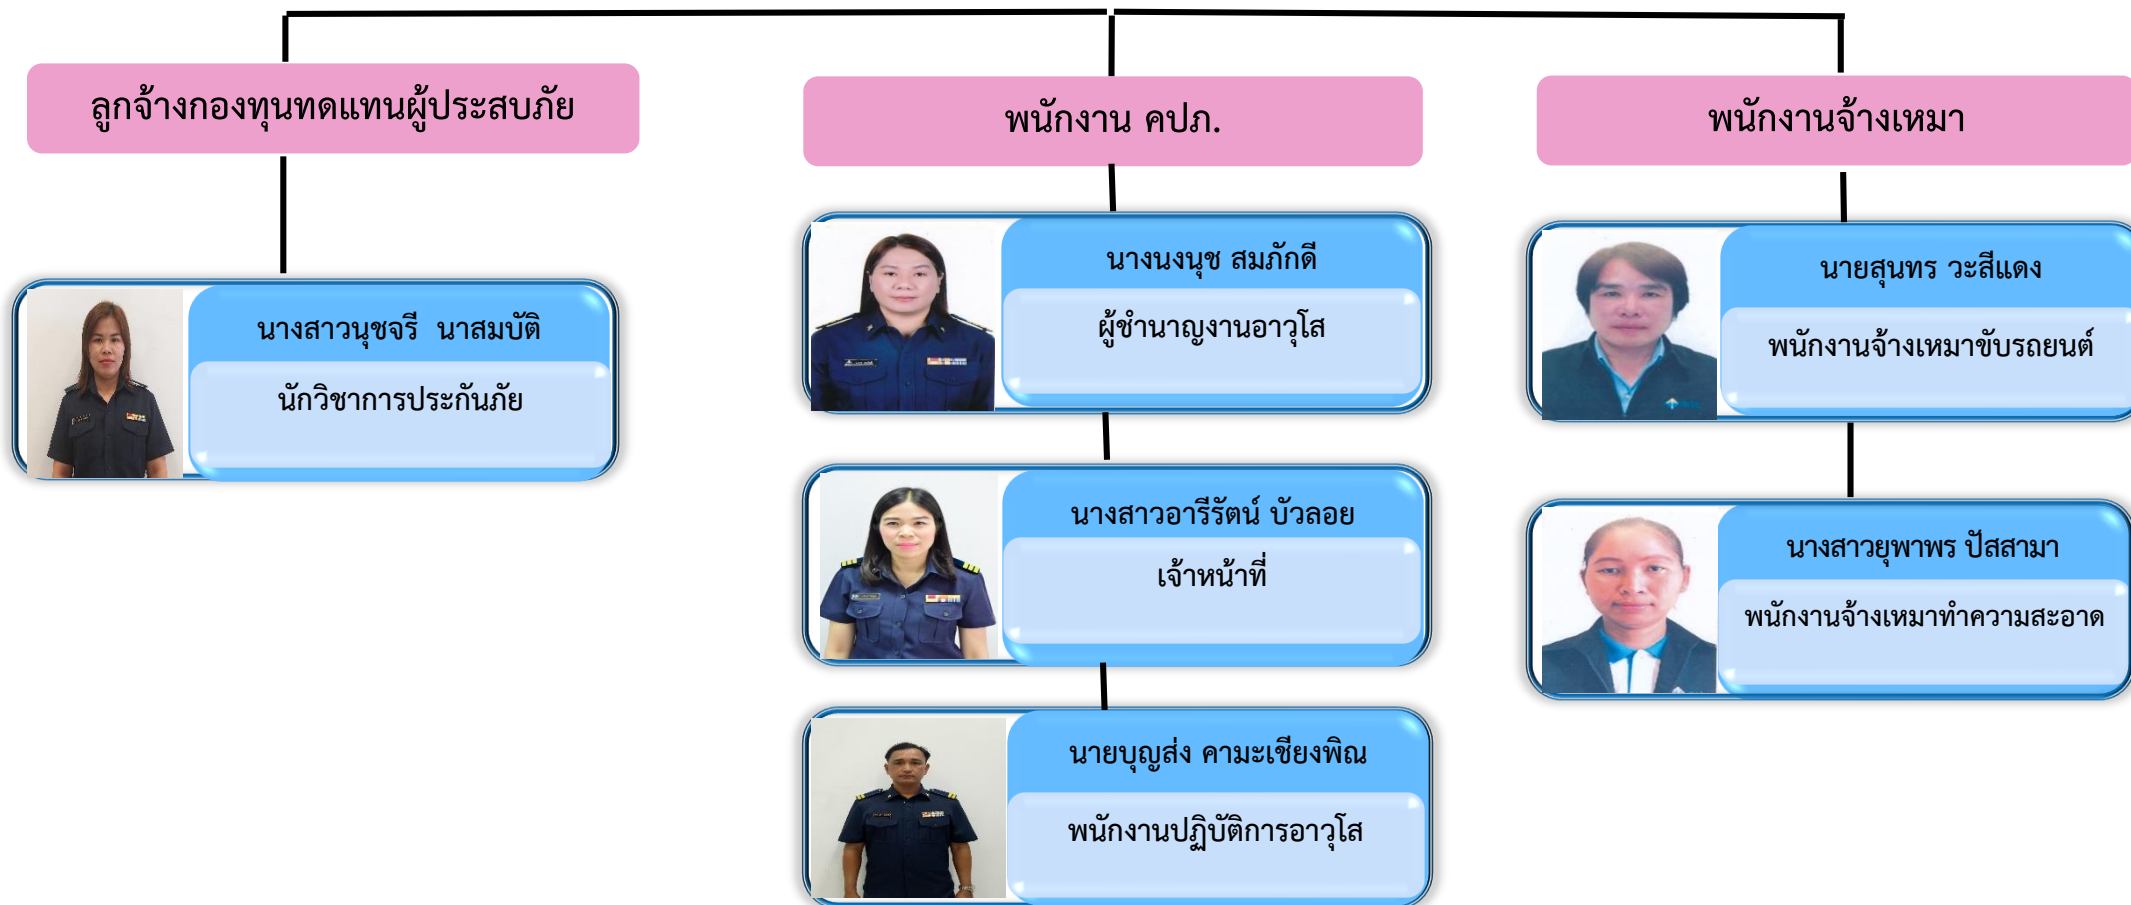 ลูกจ้างกองทุนทดแทนผู้ประสบภัย
นางสาวนุชจรี นาสมบัติ
นักวิชาการประกันภัย
พนักงาน คปภ.
นางนงนุช สมภักดี
ผู้ชำนาญงานอาวุโส
นางสาวอารีรัตน์ บัวลอย
เจ้าหน้าที่
นายบุญส่ง คามะเชียงพิณ
พนักงานปฏิบัติการอาวุโส
พนักงานจ้างเหมา
นายสุนทร วะสีแดง
พนักงานจ้างเหมาขับรถยนต์
นางสาวยุพาพร ปัสสามา
พนักงานจ้างเหมาทำความสะอาด